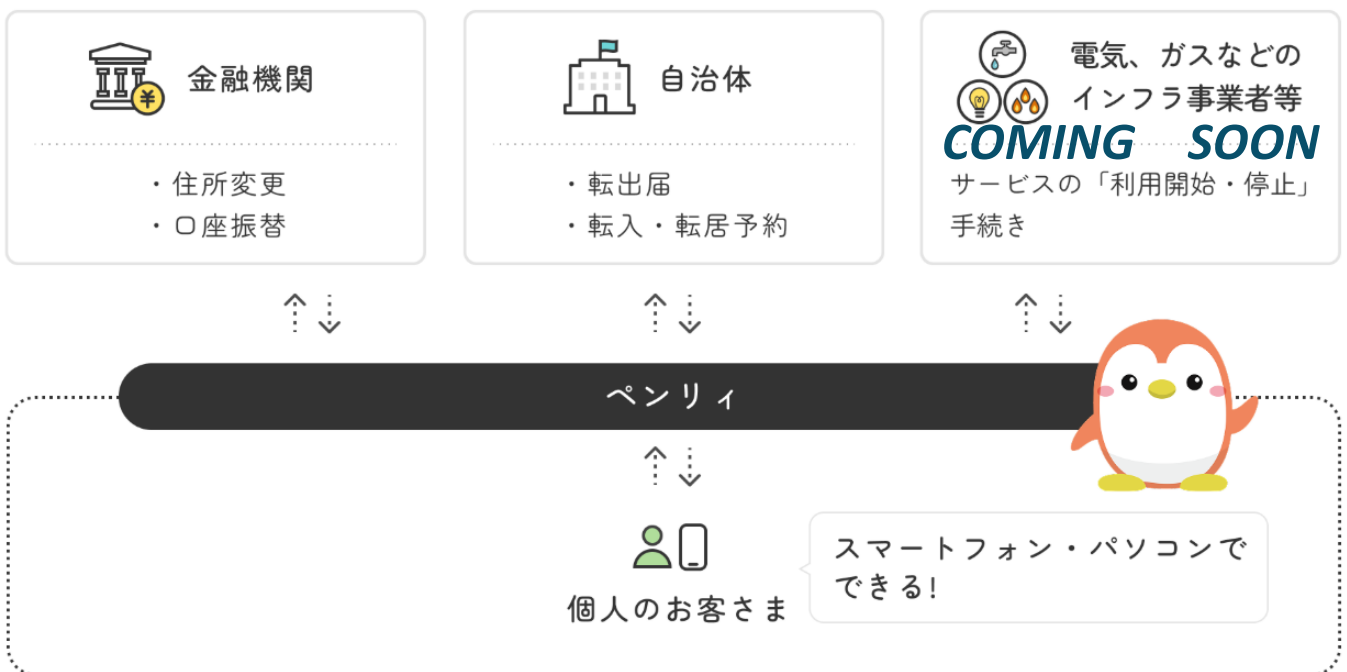 金融機関
・住所変更
・口座振替
自治体
・転出届
・転入・転居予約
電気、ガスなどの
インフラ事業者等
COMING SOON
サービスの「利用開始・停止」
手続き
ペンリィ
個人のお客さま
スマートフォン・パソコンで
できる!